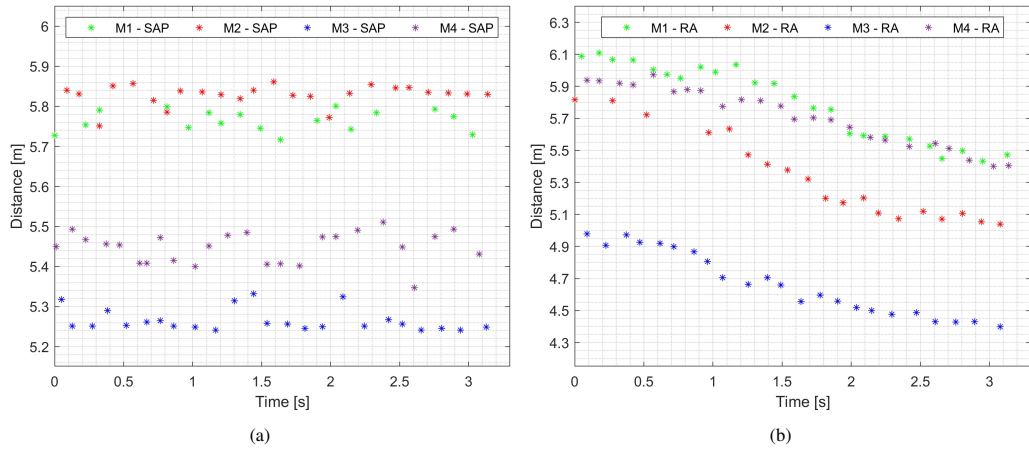 M1 - SAP M2 - SAP M3 - SAP M4 - SAP
6
5.9
5.8
5.7
5.6
5.5
5.4
5.3
5.2
Distance [m]
0 0.5 1 1.5 2 2.5 3
Time [s]
(a)
M1 - RA M2 - RA M3 - RA M4 - RA
6.3
6.1
5.9
5.7
5.5
5.3
5.1
4.9
4.7
4.5
4.3
Distance [m]
0 0.5 1 1.5 2 2.5 3
Time [s]
(b)